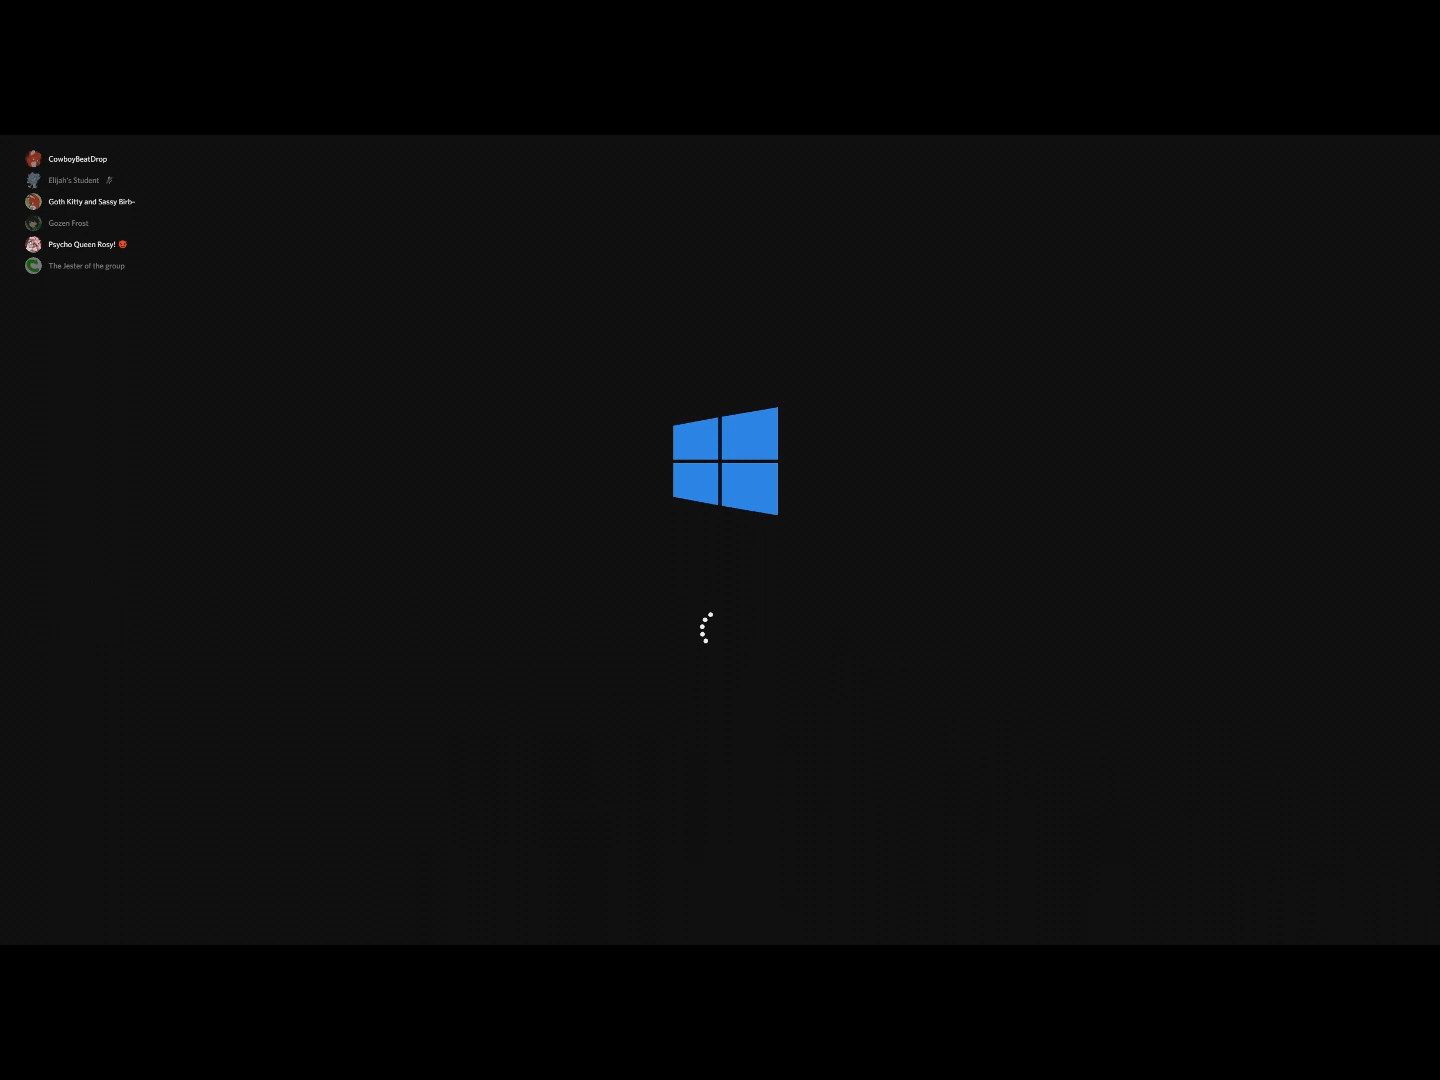 CowboyBeatDrop
Elijah's Student
Goth Kitty and Sassy Birb~
Gozen Frost
Psycho Queen Rosy!
The Jester of the group